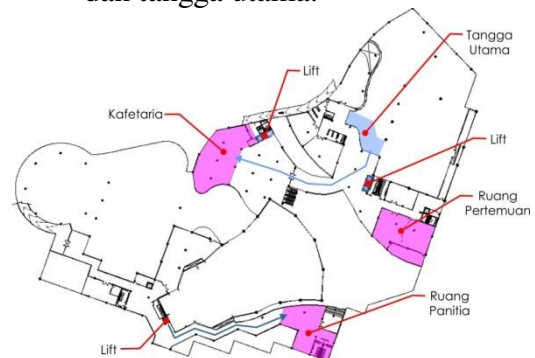 dan tangga utama.
Tangga
Utama
Lift
Kafetaria
Lift
Ruang
Pertemuan
Ruang
Panitia
Lift